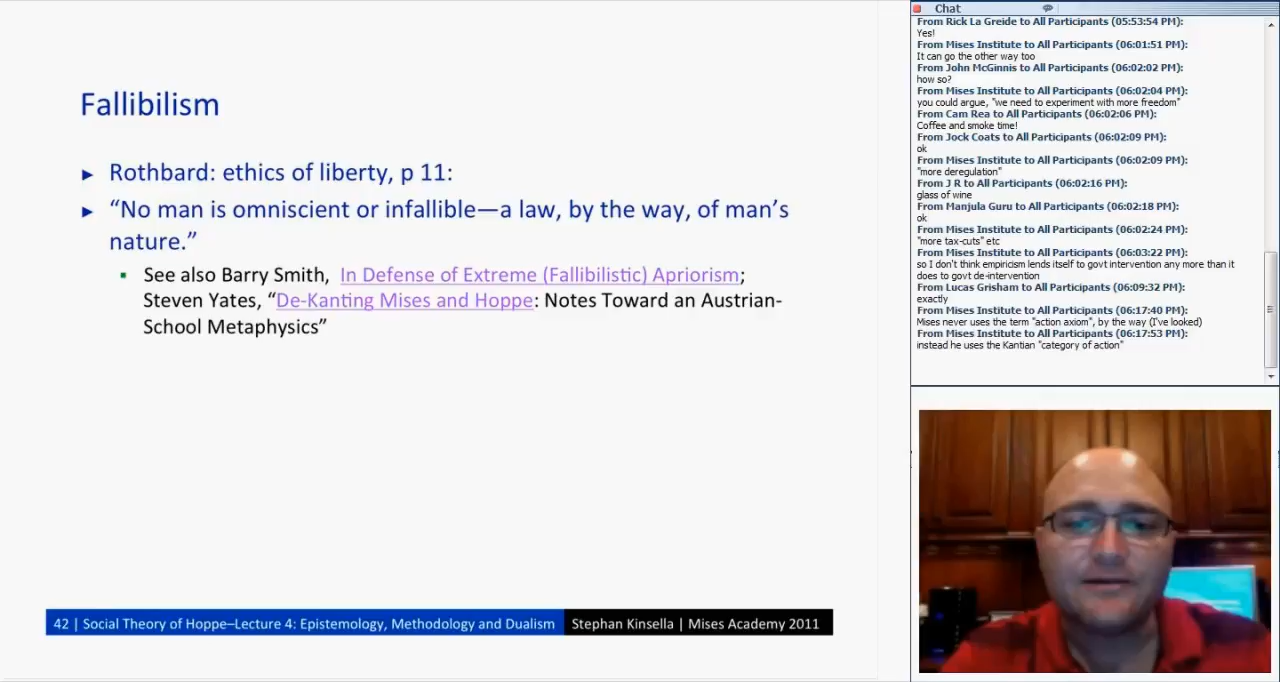 Fallibilism
► Rothbard: ethics of liberty, p 11:
► “No man is omniscient or infallible—a law, by the way, of man’s
nature.”
▪ See also Barry Smith, In Defense of Extreme (Fallibilistic) Apriorism;
Steven Yates, “De-Kanting Mises and Hoppe: Notes Toward an Austrian-
School Metaphysics”
42 | Social Theory of Hoppe–Lecture 4: Epistemology, Methodology and Dualism Stephan Kinsella | Mises Academy 2011
Chat
From Rick La Greide to All Participants (05:53:54 PM):
Yes!
From Mises Institute to All Participants (06:01:51 PM):
It can go the other way too
From John McGinnis to All Participants (06:02:02 PM):
how so?
From Mises Institute to All Participants (06:02:04 PM):
you could argue, "we need to experiment with more freedom"
From Cam Rea to All Participants (06:02:06 PM):
Coffee and smoke time!
From Jock Coats to All Participants (06:02:09 PM):
ok
From Mises Institute to All Participants (06:02:09 PM):
"more deregulation"
From J R to All Participants (06:02:16 PM):
glass of wine
From Manjula Guru to All Participants (06:02:18 PM):
ok
From Mises Institute to All Participants (06:02:24 PM):
"more tax-cuts" etc
From Mises Institute to All Participants (06:03:22 PM):
so I don't think empiricism lends itself to govt intervention any more than it
does to govt de-intervention
From Lucas Grisham to All Participants (06:09:32 PM):
exactly
From Mises Institute to All Participants (06:17:40 PM):
Mises never uses the term "action axiom", by the way (I've looked)
From Mises Institute to All Participants (06:17:53 PM):
instead he uses the Kantian "category of action"